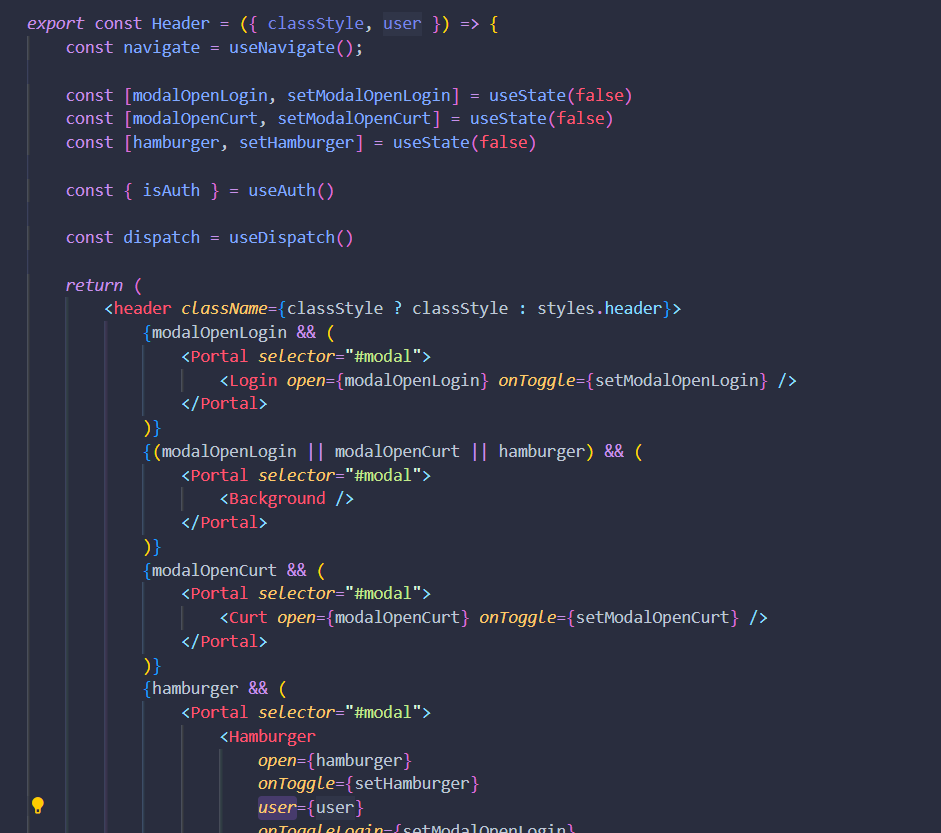 export const Header = ({ classStyle, user }) => {
const navigate = useNavigate();
const [modalOpenLogin, setModalOpenLogin] = useState(false)
const [modalOpenCurt, setModalOpenCurt] = useState(false)
const [hamburger, setHamburger] = useState(false)
const { isAuth } = useAuth()
const dispatch = useDispatch()
return (
<header className={classStyle ? classStyle : styles.header}>
{modalOpenLogin && (
<Portal selector="#modal">
<Login open={modalOpenLogin} onToggle={setModalOpenLogin} />
</Portal>
)}
{(modalOpenLogin || modalOpenCurt || hamburger) && (
<Portal selector="#modal">
<Background />
</Portal>
)}
{modalOpenCurt && (
<Portal selector="#modal">
<Curt open={modalOpenCurt} onToggle={setModalOpenCurt} />
</Portal>
)}
{hamburger && (
<Portal selector="#modal">
<Hamburger
open={hamburger}
onToggle={setHamburger}
user={user}
onToggleLogin={setModalOpenLogin}